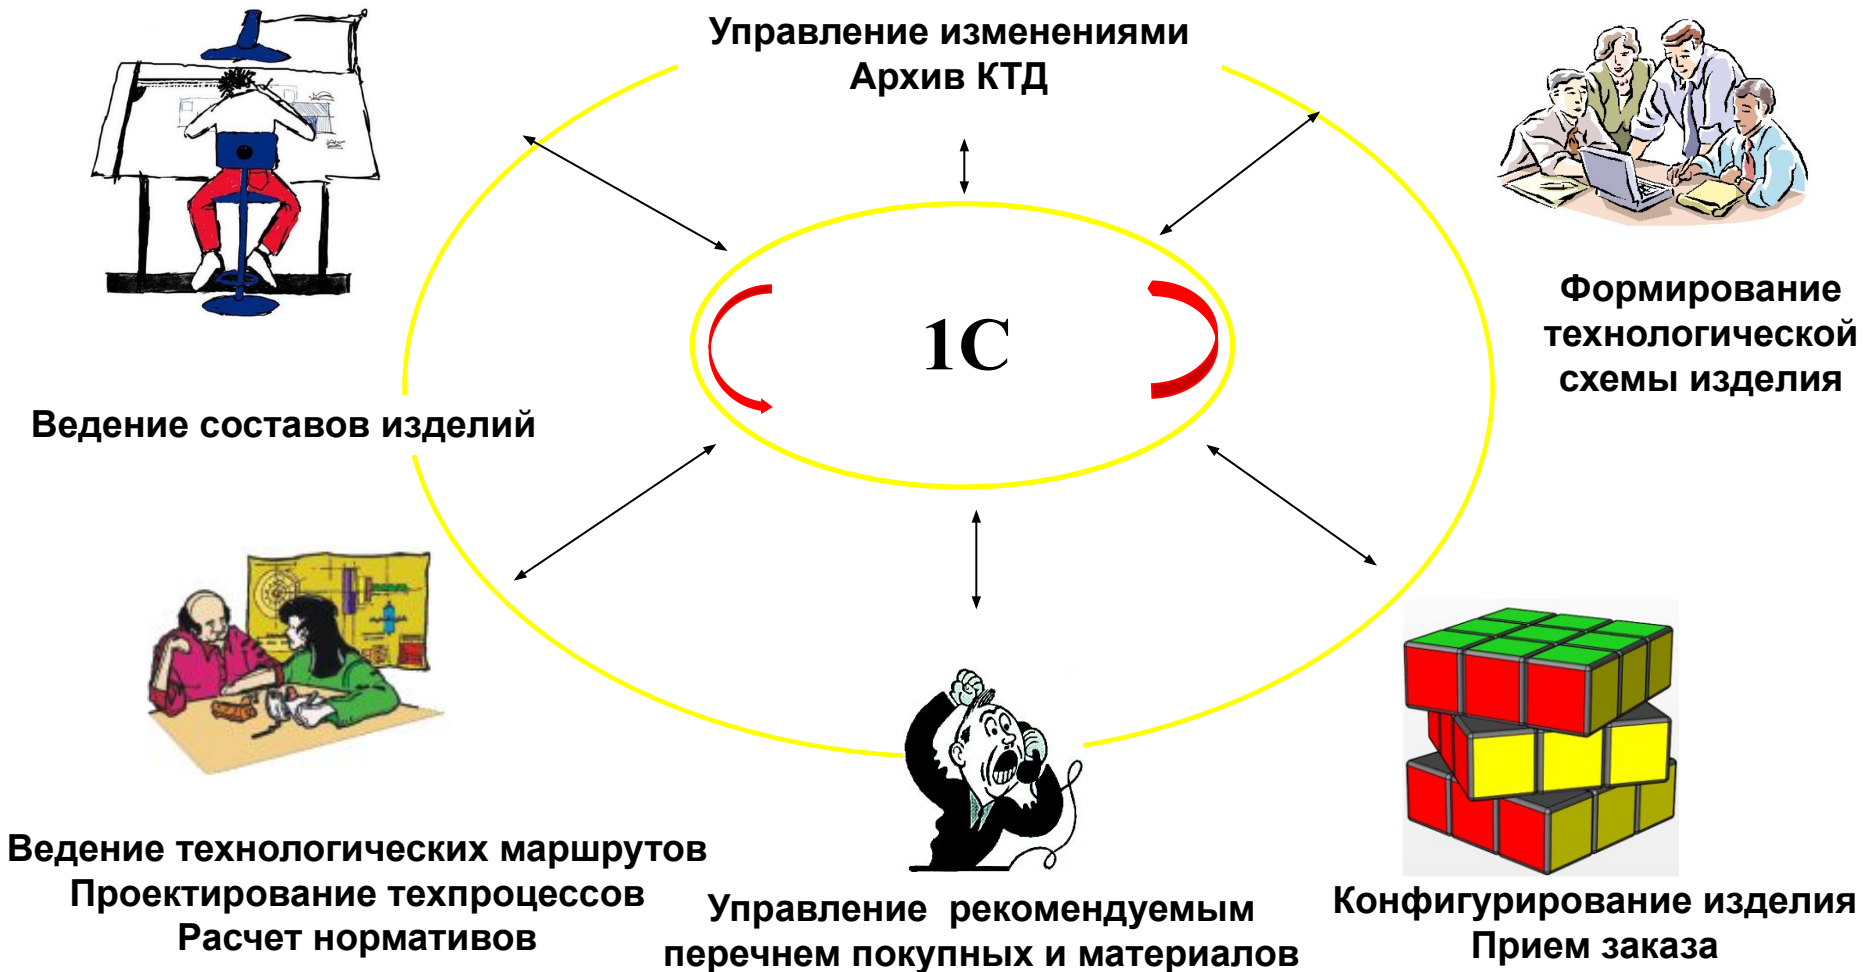 Управление изменениями
Архив КТД
Формирование
технологической
схемы изделия
1С
Ведение составов изделий
Ведение технологических маршрутов
Проектирование техпроцессов
Расчет нормативов
Управление рекомендуемым
перечнем покупных и материалов
Конфигурирование изделия
Прием заказа